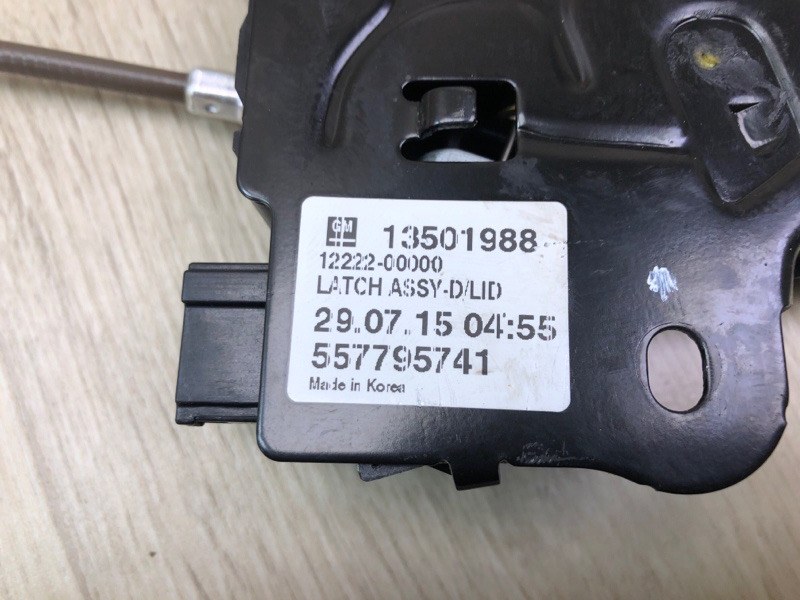 GM 13501988
12222-00000
LATCH ASSY-D/LID
29.07.15 04:55
557795741
Made in Korea